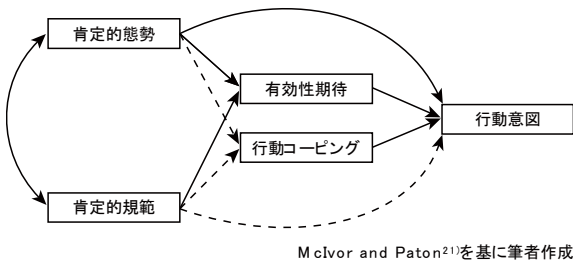 肯定的態勢
有効性期待
行動意図
行動コーピング
肯定的規範
McIvor and Paton21)を基に筆者作成